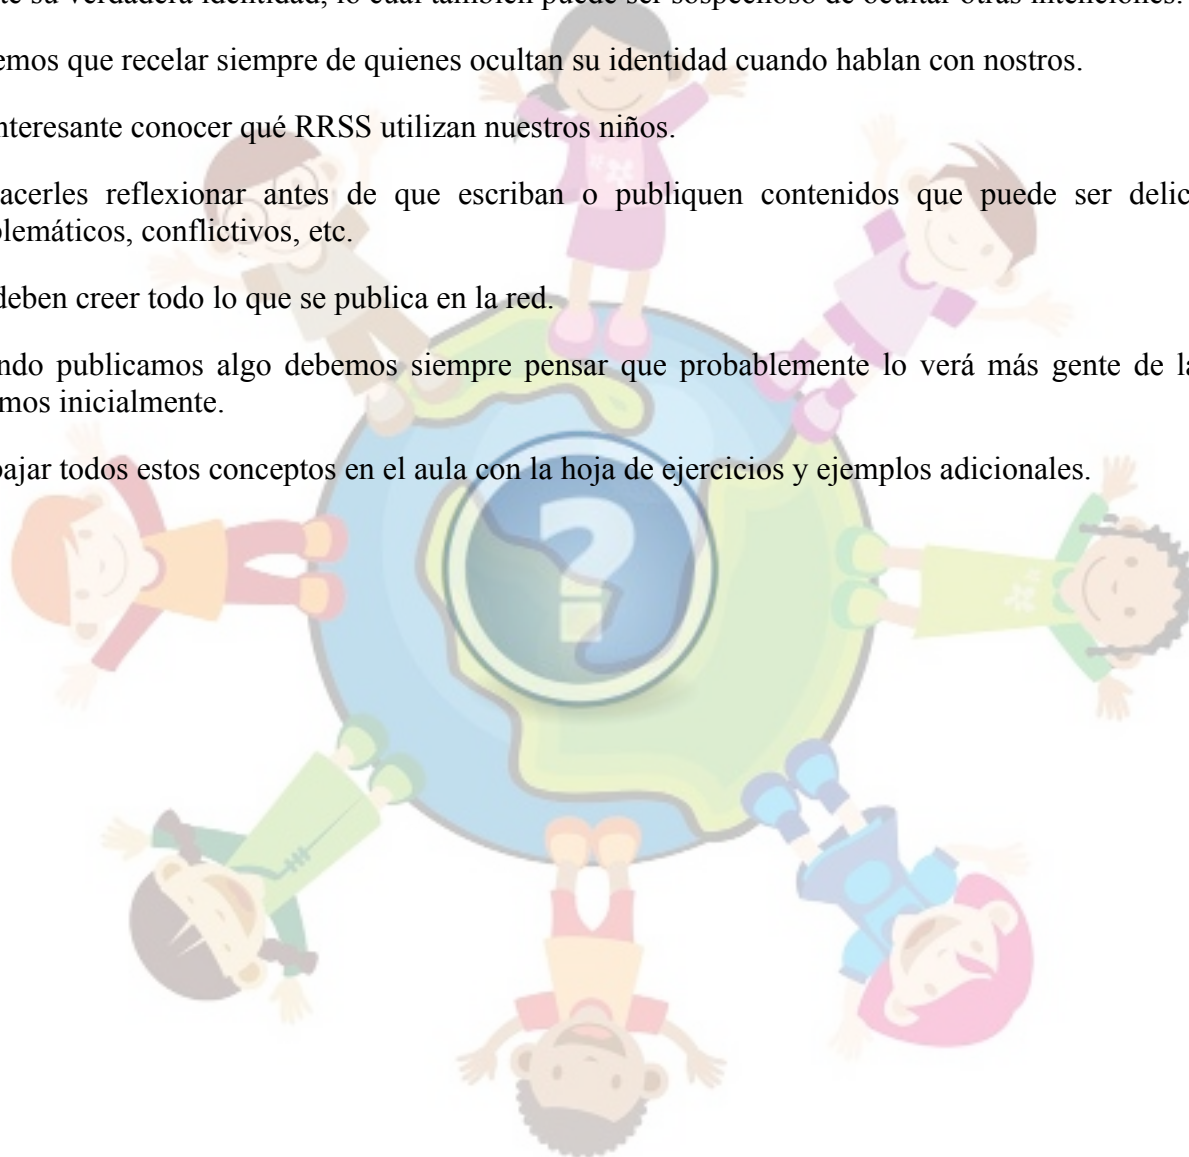 te su verdadera identidad, lo cual también puede ser sospechoso de ocultar otras intenciones.
emos que recelar siempre de quienes ocultan su identidad cuando hablan con nostros.
nteresante conocer qué RRSS utilizan nuestros niños.
acerles reflexionar antes de que escriban o publiquen contenidos que puede ser delic
lemáticos, conflictivos, etc.
deben creer todo lo que se publica en la red.
ndo publicamos algo debemos siempre pensar que probablemente lo verá más gente de la
mos inicialmente.
bajar todos estos conceptos en el aula con la hoja de ejercicios y ejemplos adicionales.
?